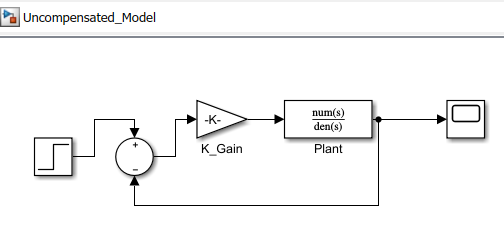 Uncompensated_Model
-K-
K_Gain
num(s)
den(s)
Plant
+
−